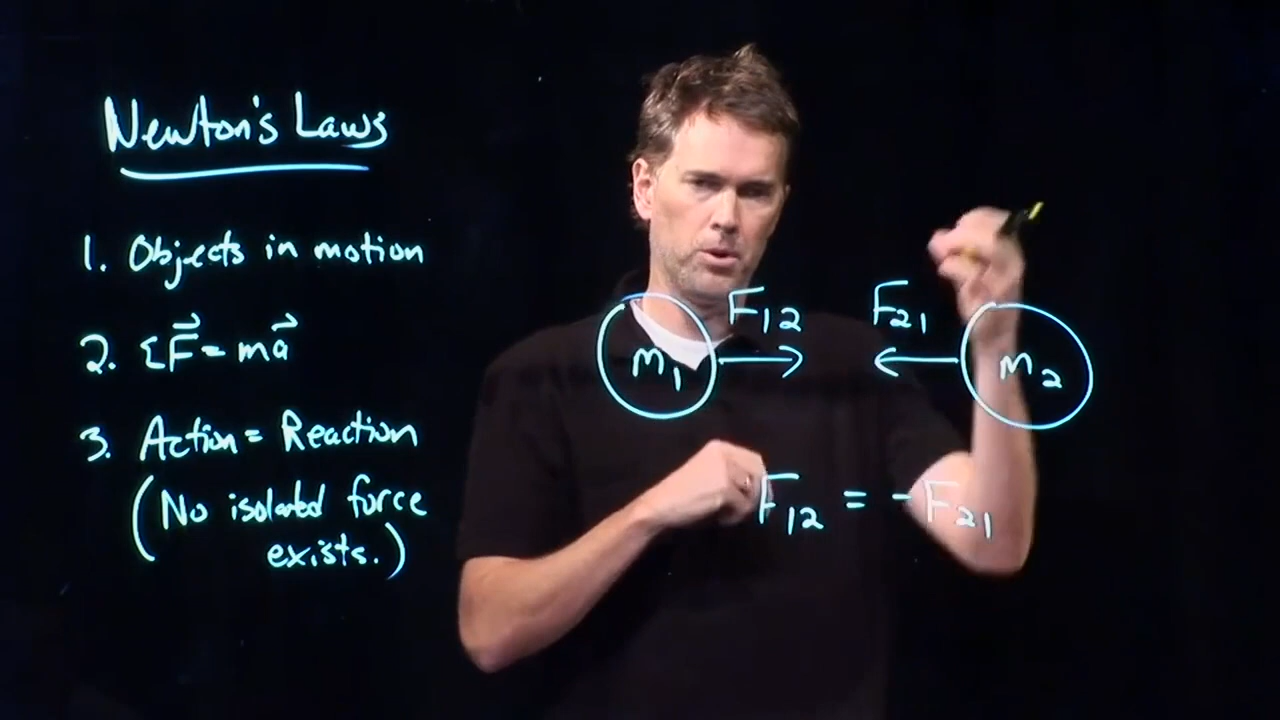 Newton's Laws
1. Objects in motion
2. ΣF⃗ = ma⃗
3. Action = Reaction
(No isolated force
exists.)
F₁₂ F₂₁
m₁ m₂
F₁₂ = -F₂₁